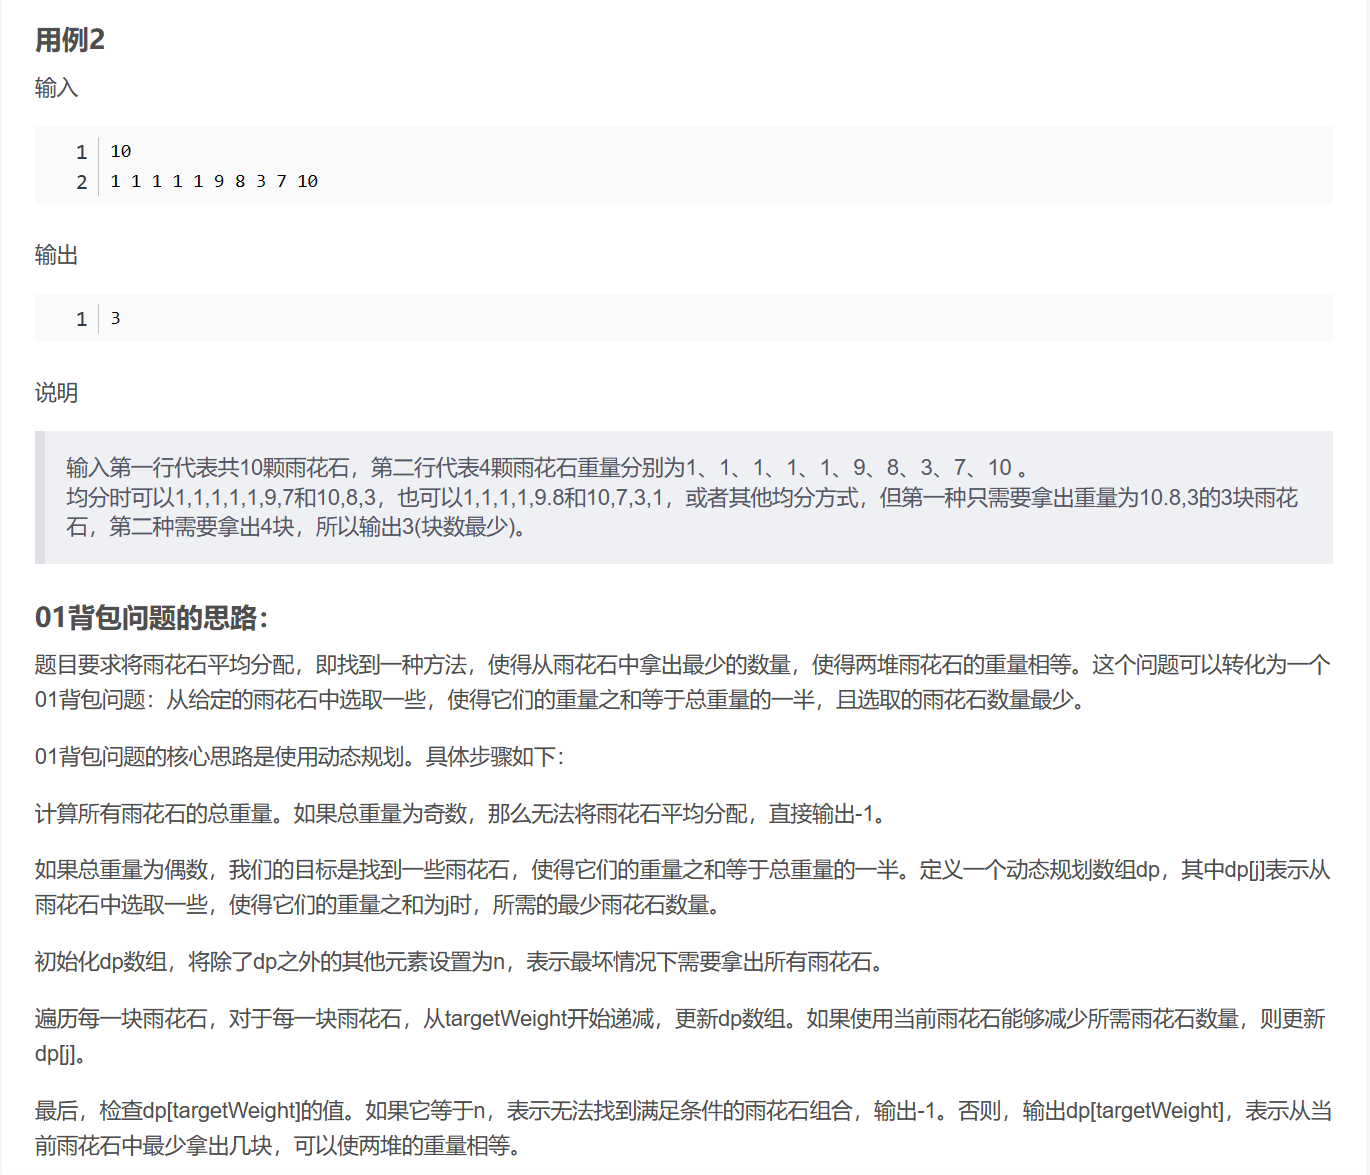 用例2
输入
1 10
2 1 1 1 1 1 9 8 3 7 10
输出
1 3
说明
输入第一行代表共10颗雨花石，第二行代表4颗雨花石重量分别为1、1、1、1、1、9、8、3、7、10 。
均分时可以1,1,1,1,1,9,7和10,8,3，也可以1,1,1,1,9.8和10,7,3,1，或者其他均分方式，但第一种只需要拿出重量为10.8,3的3块雨花
石，第二种需要拿出4块，所以输出3(块数最少)。
01背包问题的思路：
题目要求将雨花石平均分配，即找到一种方法，使得从雨花石中拿出最少的数量，使得两堆雨花石的重量相等。这个问题可以转化为一个
01背包问题：从给定的雨花石中选取一些，使得它们的重量之和等于总重量的一半，且选取的雨花石数量最少。
01背包问题的核心思路是使用动态规划。具体步骤如下：
计算所有雨花石的总重量。如果总重量为奇数，那么无法将雨花石平均分配，直接输出-1。
如果总重量为偶数，我们的目标是找到一些雨花石，使得它们的重量之和等于总重量的一半。定义一个动态规划数组dp，其中dp[j]表示从
雨花石中选取一些，使得它们的重量之和为j时，所需的最少雨花石数量。
初始化dp数组，将除了dp之外的其他元素设置为n，表示最坏情况下需要拿出所有雨花石。
遍历每一块雨花石，对于每一块雨花石，从targetWeight开始递减，更新dp数组。如果使用当前雨花石能够减少所需雨花石数量，则更新
dp[j]。
最后，检查dp[targetWeight]的值。如果它等于n，表示无法找到满足条件的雨花石组合，输出-1。否则，输出dp[targetWeight]，表示从当
前雨花石中最少拿出几块，可以使两堆的重量相等。